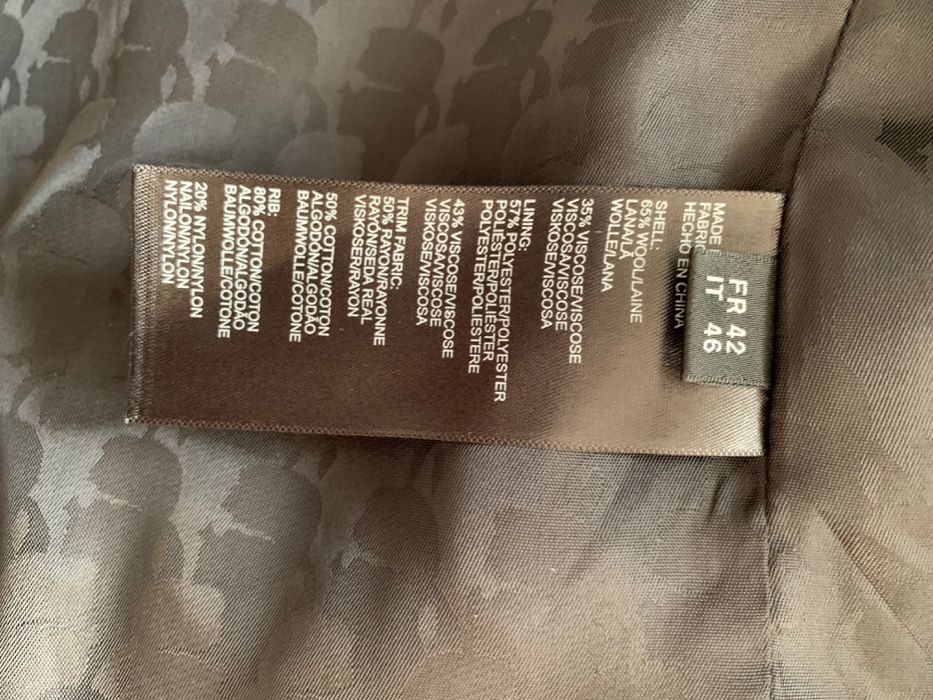 FR 42
IT 46
MADE
FABRI
HECHO EN CHINA
SHELL:
65% WOOL/LAINE
LANA/LÃ
WOLLE/LANA
35% VISCOSE/VISCOSE
VISCOSA/VISCOSE
VISKOSE/VISCOSA
LINING:
57% POLYESTER/POLYESTER
POLIÉSTER/POLIÉSTER
POLYESTER/POLIESTERE
43% VISCOSE/VISCOSE
VISCOSA/VISCOSE
VISKOSE/VISCOSA
TRIM FABRIC:
50% RAYON/RAYONNE
RAYÓN/SEDA REAL
VISKOSE/RAYON
50% COTTON/COTON
ALGODÓN/ALGODÃO
BAUMWOLLE/COTONE
RIB:
80% COTTON/COTON
ALGODÓN/ALGODÃO
BAUMWOLLE/COTONE
20% NYLON/NYLON
NAILON/NYLON
NYLON/NYLON